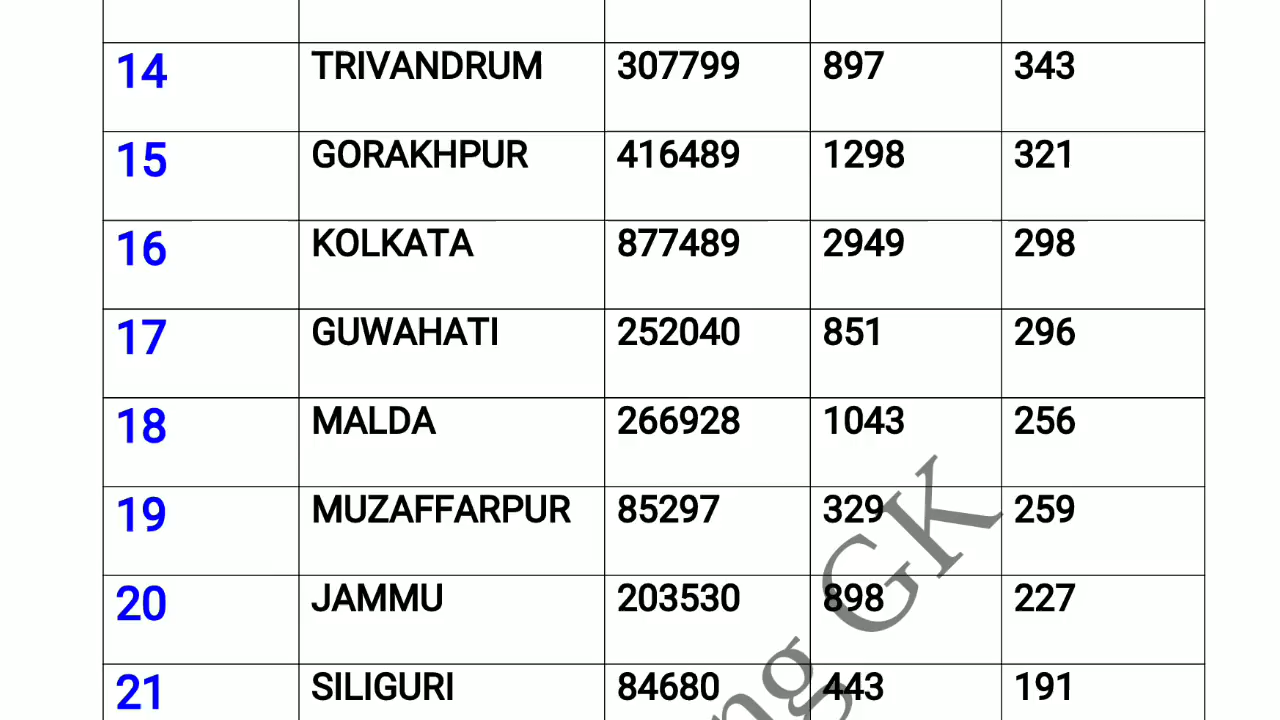 14 TRIVANDRUM 307799 897 343
15 GORAKHPUR 416489 1298 321
16 KOLKATA 877489 2949 298
17 GUWAHATI 252040 851 296
18 MALDA 266928 1043 256
19 MUZAFFARPUR 85297 329 259
20 JAMMU 203530 898 227
21 SILIGURI 84680 443 191
ng GK